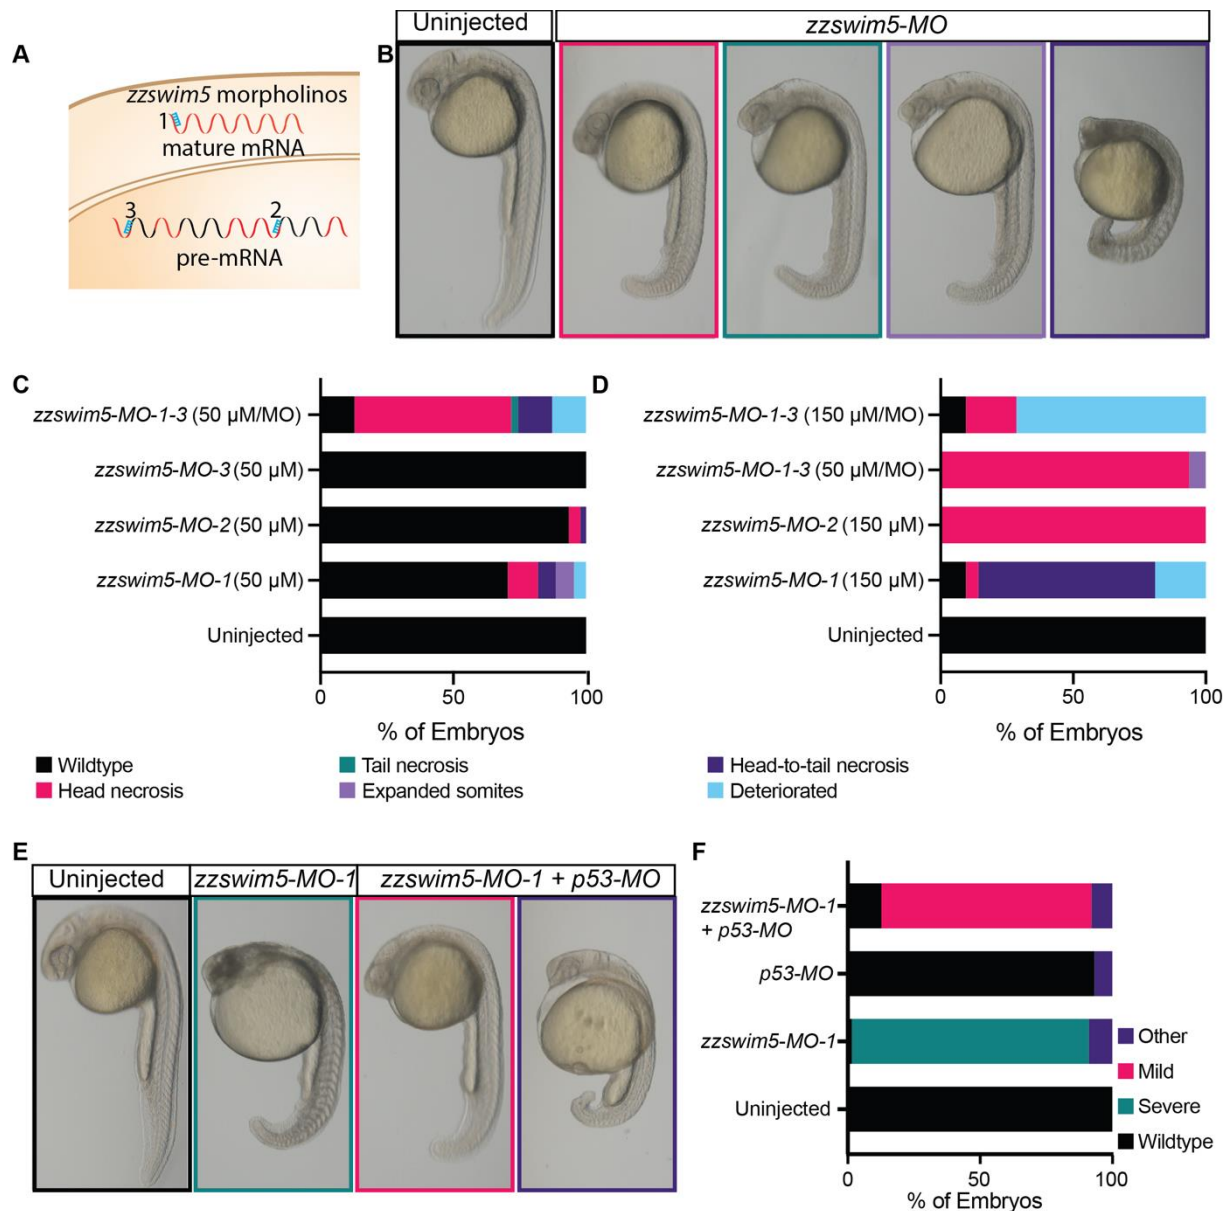 A
zzswim5 morpholinos
1
mature mRNA
3
2
pre-mRNA
B
Uninjected
zzswim5-MO
C
zzswim5-MO-1-3 (50 µM/MO)
zzswim5-MO-3 (50 µM)
zzswim5-MO-2 (50 µM)
zzswim5-MO-1 (50 µM)
Uninjected
0
50
100
% of Embryos
D
zzswim5-MO-1-3 (150 µM/MO)
zzswim5-MO-1-3 (50 µM/MO)
zzswim5-MO-2 (150 µM)
zzswim5-MO-1 (150 µM)
Uninjected
0
50
100
% of Embryos
Wildtype
Head necrosis
Tail necrosis
Expanded somites
Head-to-tail necrosis
Deteriorated
E
Uninjected
zzswim5-MO-1
zzswim5-MO-1 + p53-MO
F
zzswim5-MO-1
+ p53-MO
p53-MO
zzswim5-MO-1
Uninjected
0
50
100
% of Embryos
Other
Mild
Severe
Wildtype